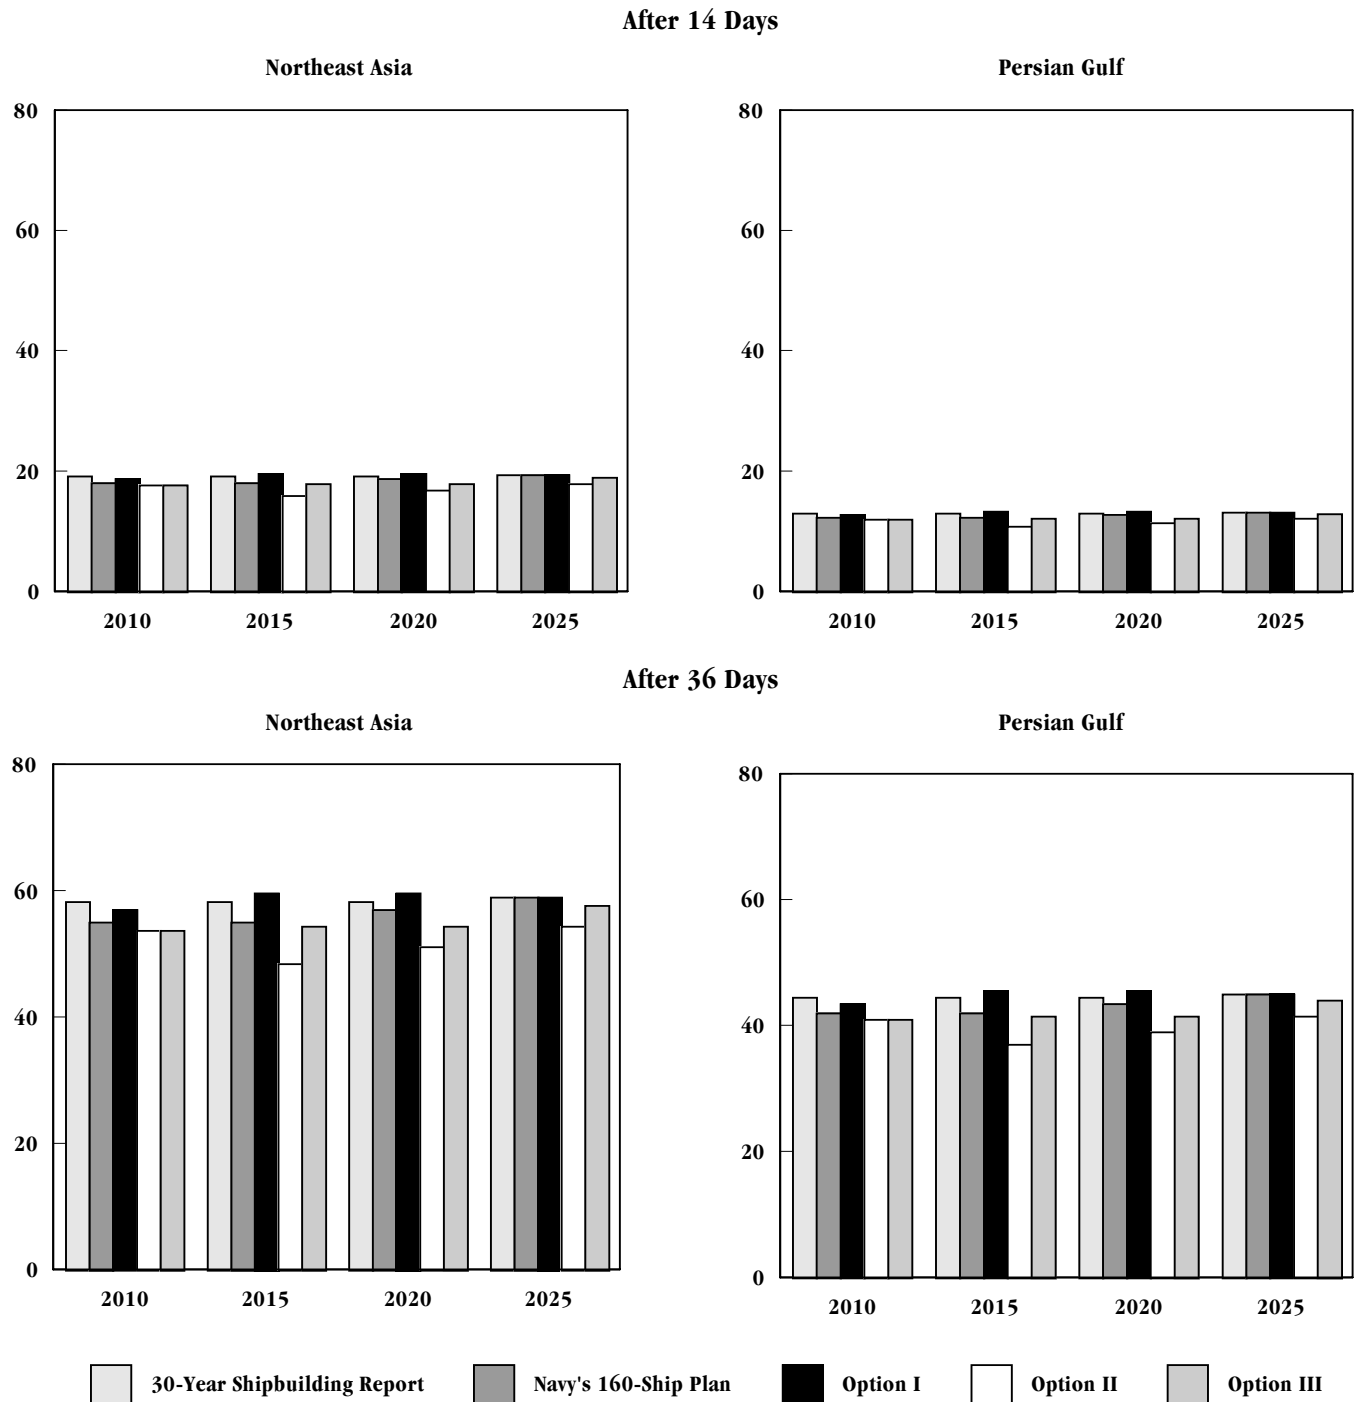 After 14 Days
Northeast Asia
Persian Gulf
80
60
40
20
0
2010 2015 2020 2025
80
60
40
20
0
2010 2015 2020 2025
After 36 Days
Northeast Asia
Persian Gulf
80
60
40
20
0
2010 2015 2020 2025
80
60
40
20
0
2010 2015 2020 2025
30-Year Shipbuilding Report Navy's 160-Ship Plan Option I Option II Option III